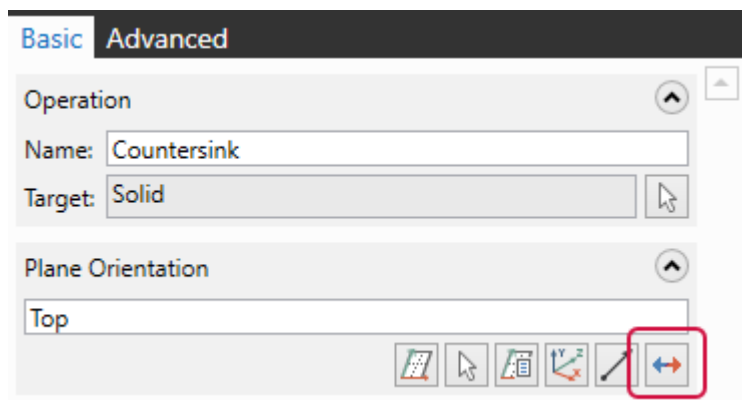 Basic Advanced
Operation
Name: Countersink
Target: Solid
Plane Orientation
Top